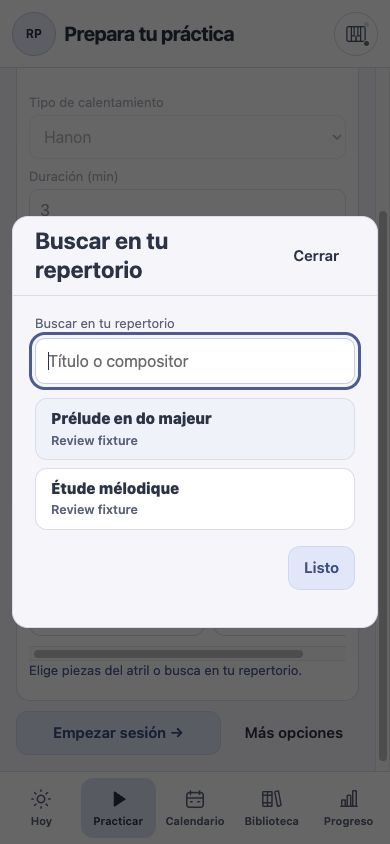 RP
Prepara tu práctica
Tipo de calentamiento
Hanon
Duración (min)
3
Buscar en tu
repertorio
Cerrar
Buscar en tu repertorio
Título o compositor
Prélude en do majeur
Review fixture
Étude mélodique
Review fixture
Listo
Elige piezas del atril o busca en tu repertorio.
Empezar sesión →
Más opciones
Hoy
Practicar
Calendario
Biblioteca
Progreso